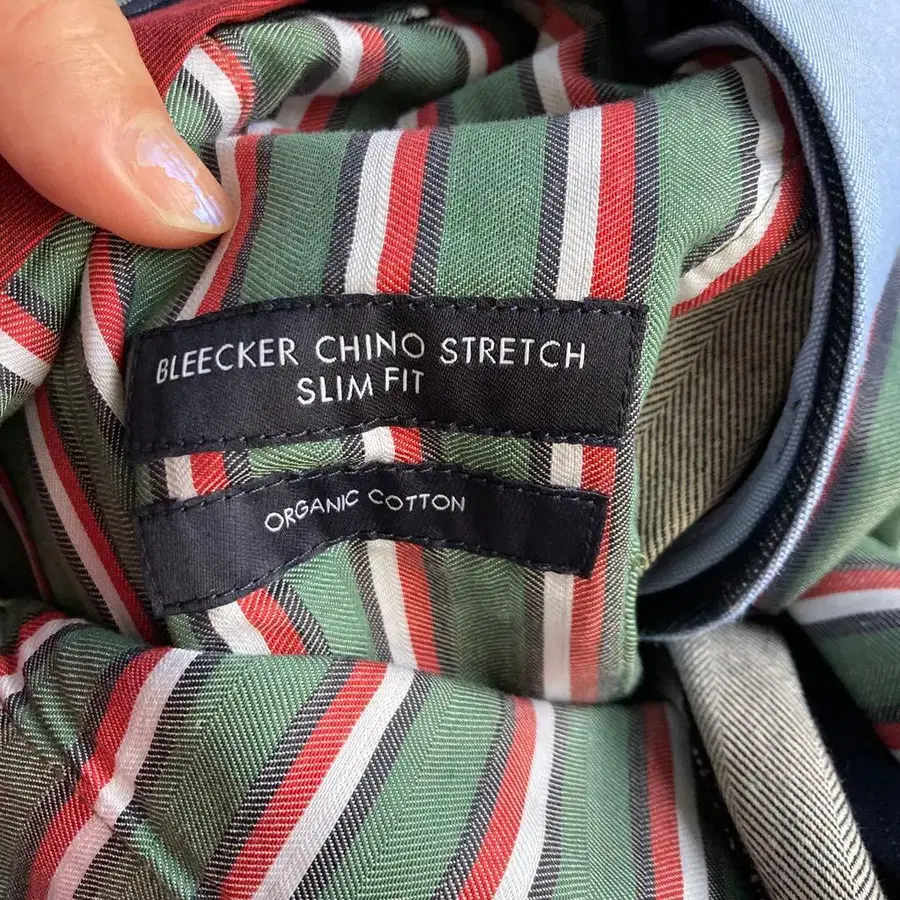 BLEECKER CHINO STRETCH
SLIM FIT
ORGANIC COTTON